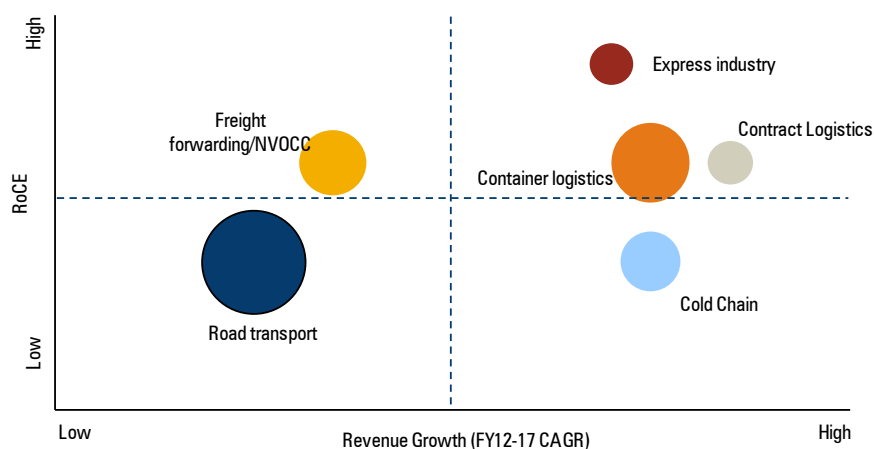 High
Express industry
Freight
forwarding/NVOCC
Contract Logistics
Container logistics
RoCE
Cold Chain
Road transport
Low
Low
Revenue Growth (FY12-17 CAGR)
High